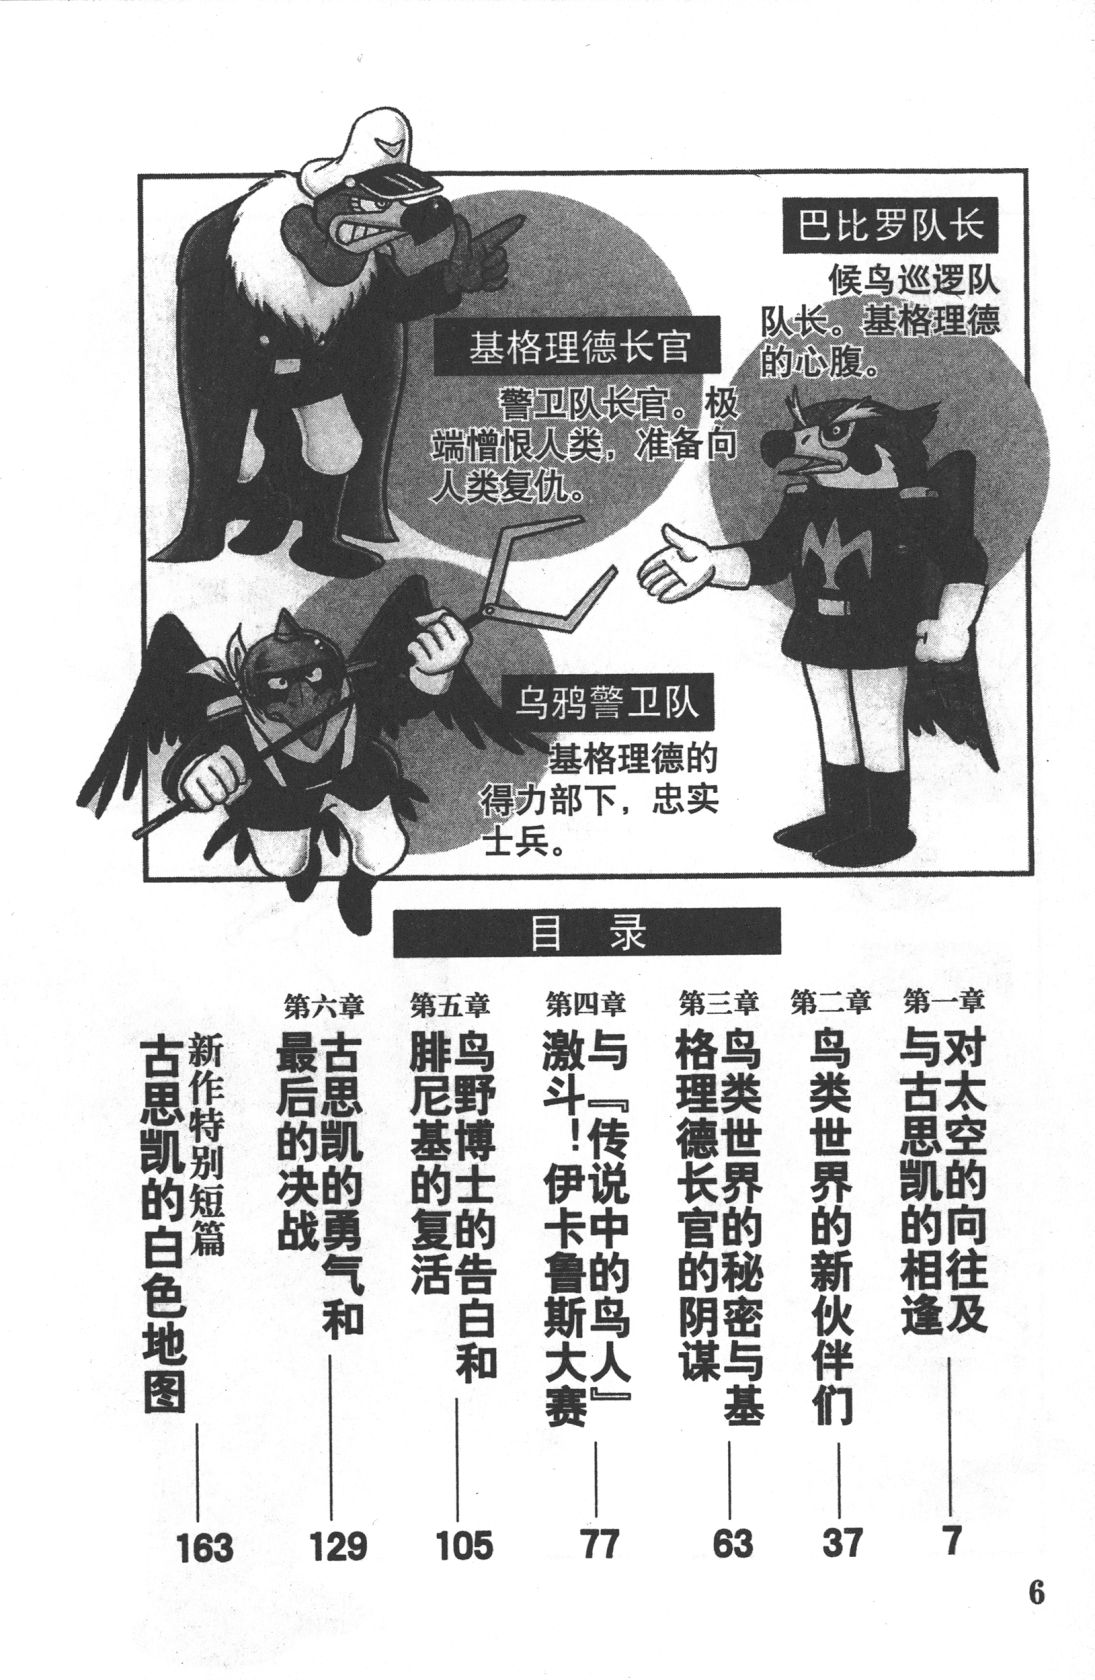 巴比罗队长
候鸟巡逻队
队长。基格理德
的心腹。
基格理德长官
警卫队长官。极
端憎恨人类，准备向
人类复仇。
乌鸦警卫队
基格理德的
得力部下，忠实
士兵。
目录
第一章
对太空的向往及
与古思凯的相逢
7
第二章
鸟类世界的新伙伴们
37
第三章
鸟类世界的秘密与基
格理德长官的阴谋
63
第四章
与『传说中的鸟人』
激斗！伊卡鲁斯大赛
77
第五章
鸟野博士的告白和
腓尼基的复活
105
第六章
古思凯的勇气和
最后的决战
129
新作特别短篇
古思凯的白色地图
163
6